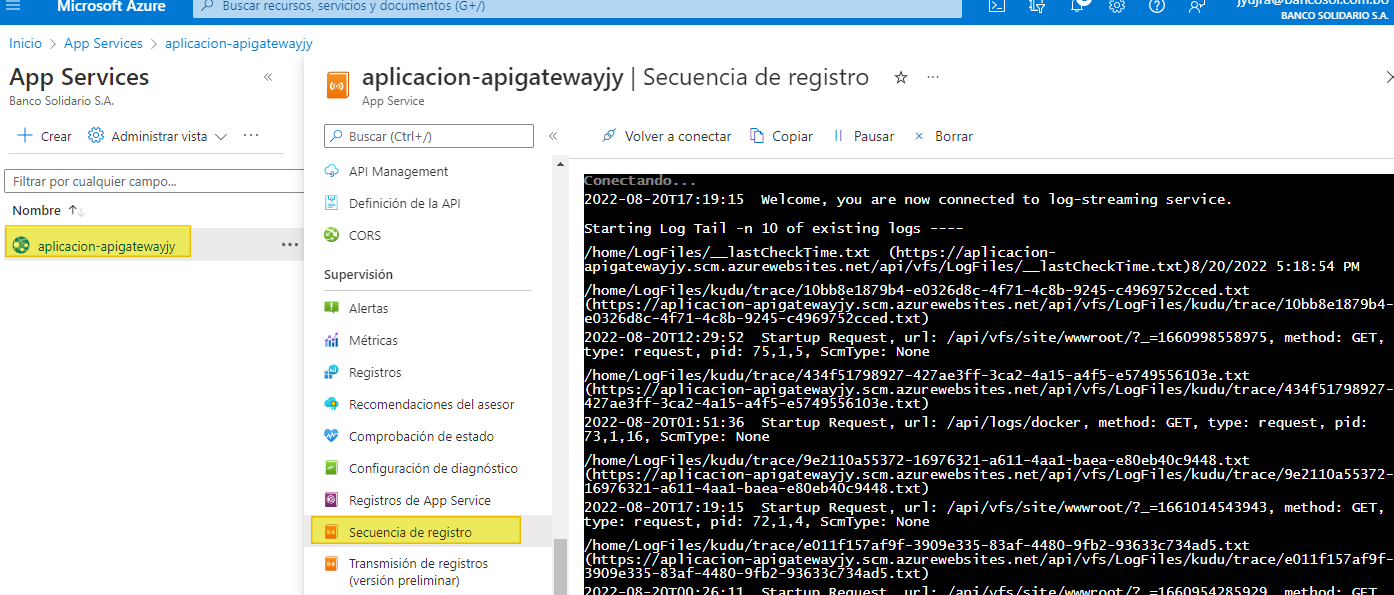 Microsoft Azure
Buscar recursos, servicios y documentos (G+/)
BANCO SOLIDARIO S.A.
Inicio > App Services > aplicacion-apigatewayjy
App Services
Banco Solidario S.A.
Crear
Administrar vista
Filtrar por cualquier campo...
Nombre
aplicacion-apigatewayjy
aplicacion-apigatewayjy | Secuencia de registro
App Service
Buscar (Ctrl+/)
API Management
Definición de la API
CORS
Supervisión
Alertas
Métricas
Registros
Recomendaciones del asesor
Comprobación de estado
Configuración de diagnóstico
Registros de App Service
Secuencia de registro
Transmisión de registros
(versión preliminar)
Volver a conectar
Copiar
Pausar
Borrar
Conectando...
2022-08-20T17:19:15  Welcome, you are now connected to log-streaming service.
Starting Log Tail -n 10 of existing logs ----
/home/LogFiles/__lastCheckTime.txt  (https://aplicacion-
apigatewayjy.scm.azurewebsites.net/api/vfs/LogFiles/__lastCheckTime.txt)8/20/2022 5:18:54 PM
/home/LogFiles/kudu/trace/10bb8e1879b4-e0326d8c-4f71-4c8b-9245-c4969752cced.txt
(https://aplicacion-apigatewayjy.scm.azurewebsites.net/api/vfs/LogFiles/kudu/trace/10bb8e1879b4-
e0326d8c-4f71-4c8b-9245-c4969752cced.txt)
2022-08-20T12:29:52  Startup Request, url: /api/vfs/site/wwwroot/?_=1660998558975, method: GET,
type: request, pid: 75,1,5, ScmType: None
/home/LogFiles/kudu/trace/434f51798927-427ae3ff-3ca2-4a15-a4f5-e5749556103e.txt
(https://aplicacion-apigatewayjy.scm.azurewebsites.net/api/vfs/LogFiles/kudu/trace/434f51798927-
427ae3ff-3ca2-4a15-a4f5-e5749556103e.txt)
2022-08-20T01:51:36  Startup Request, url: /api/logs/docker, method: GET, type: request, pid:
73,1,16, ScmType: None
/home/LogFiles/kudu/trace/9e2110a55372-16976321-a611-4aa1-baea-e80eb40c9448.txt
(https://aplicacion-apigatewayjy.scm.azurewebsites.net/api/vfs/LogFiles/kudu/trace/9e2110a55372-
16976321-a611-4aa1-baea-e80eb40c9448.txt)
2022-08-20T17:19:15  Startup Request, url: /api/vfs/site/wwwroot/?_=1661014543943, method: GET,
type: request, pid: 72,1,4, ScmType: None
/home/LogFiles/kudu/trace/e011f157af9f-3909e335-83af-4480-9fb2-93633c734ad5.txt
(https://aplicacion-apigatewayjy.scm.azurewebsites.net/api/vfs/LogFiles/kudu/trace/e011f157af9f-
3909e335-83af-4480-9fb2-93633c734ad5.txt)
2022-08-20T00:26:11  Startup Request, url: /api/vfs/site/wwwroot/?_=1660954285929, method: GET,